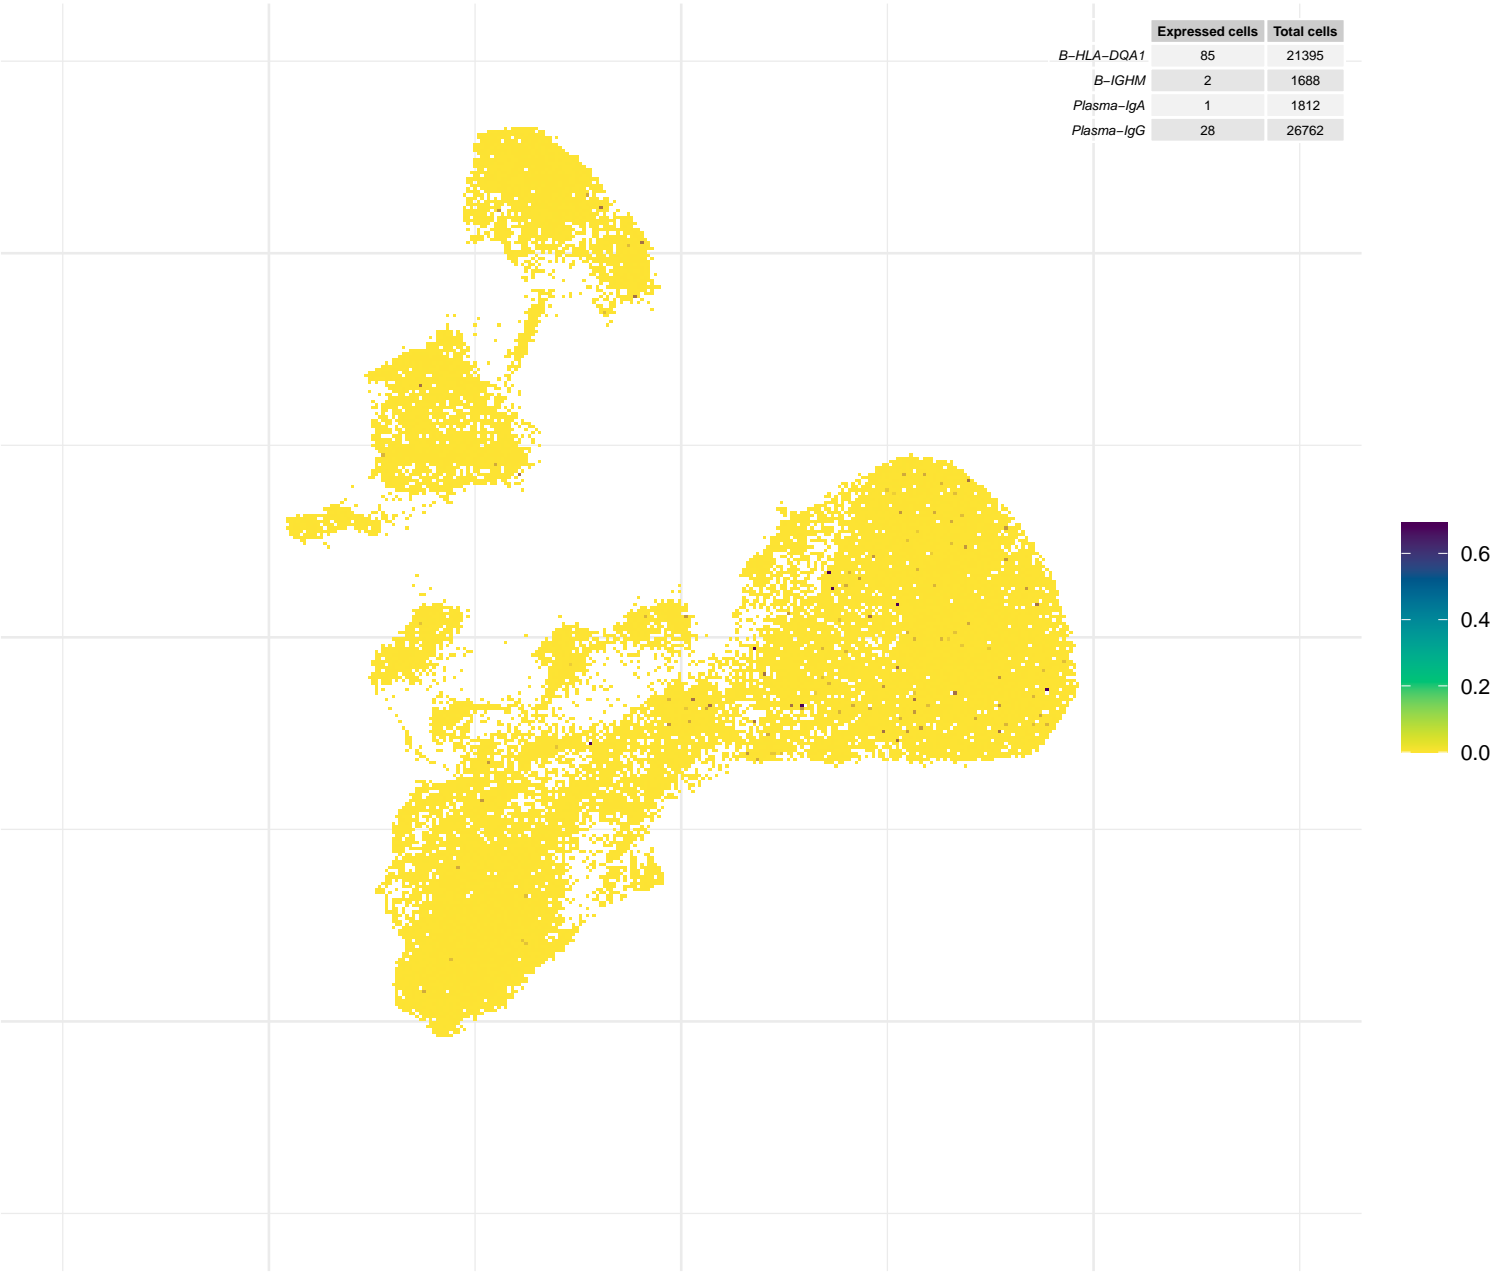 Expressed cells Total cells
B−HLA−DQA1 85 21395
B−IGHM 2 1688
Plasma−IgA 1 1812
Plasma−IgG 28 26762
0.6
0.4
0.2
0.0